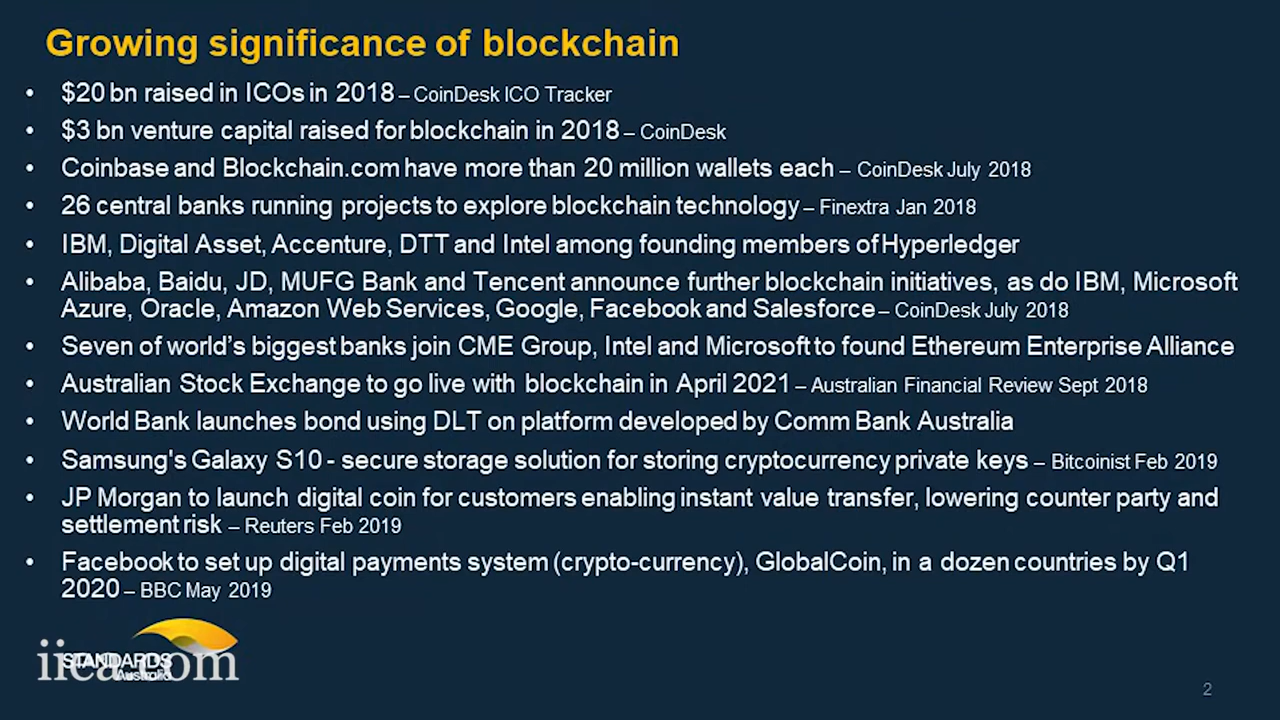 Growing significance of blockchain
• $20 bn raised in ICOs in 2018 – CoinDesk ICO Tracker
• $3 bn venture capital raised for blockchain in 2018 – CoinDesk
• Coinbase and Blockchain.com have more than 20 million wallets each – CoinDesk July 2018
• 26 central banks running projects to explore blockchain technology – Finextra Jan 2018
• IBM, Digital Asset, Accenture, DTT and Intel among founding members of Hyperledger
• Alibaba, Baidu, JD, MUFG Bank and Tencent announce further blockchain initiatives, as do IBM, Microsoft
Azure, Oracle, Amazon Web Services, Google, Facebook and Salesforce – CoinDesk July 2018
• Seven of world's biggest banks join CME Group, Intel and Microsoft to found Ethereum Enterprise Alliance
• Australian Stock Exchange to go live with blockchain in April 2021 – Australian Financial Review Sept 2018
• World Bank launches bond using DLT on platform developed by Comm Bank Australia
• Samsung's Galaxy S10 - secure storage solution for storing cryptocurrency private keys – Bitcoinist Feb 2019
• JP Morgan to launch digital coin for customers enabling instant value transfer, lowering counter party and
settlement risk – Reuters Feb 2019
• Facebook to set up digital payments system (crypto-currency), GlobalCoin, in a dozen countries by Q1
2020 – BBC May 2019
iiea.com
STANDARDS
Australia
2